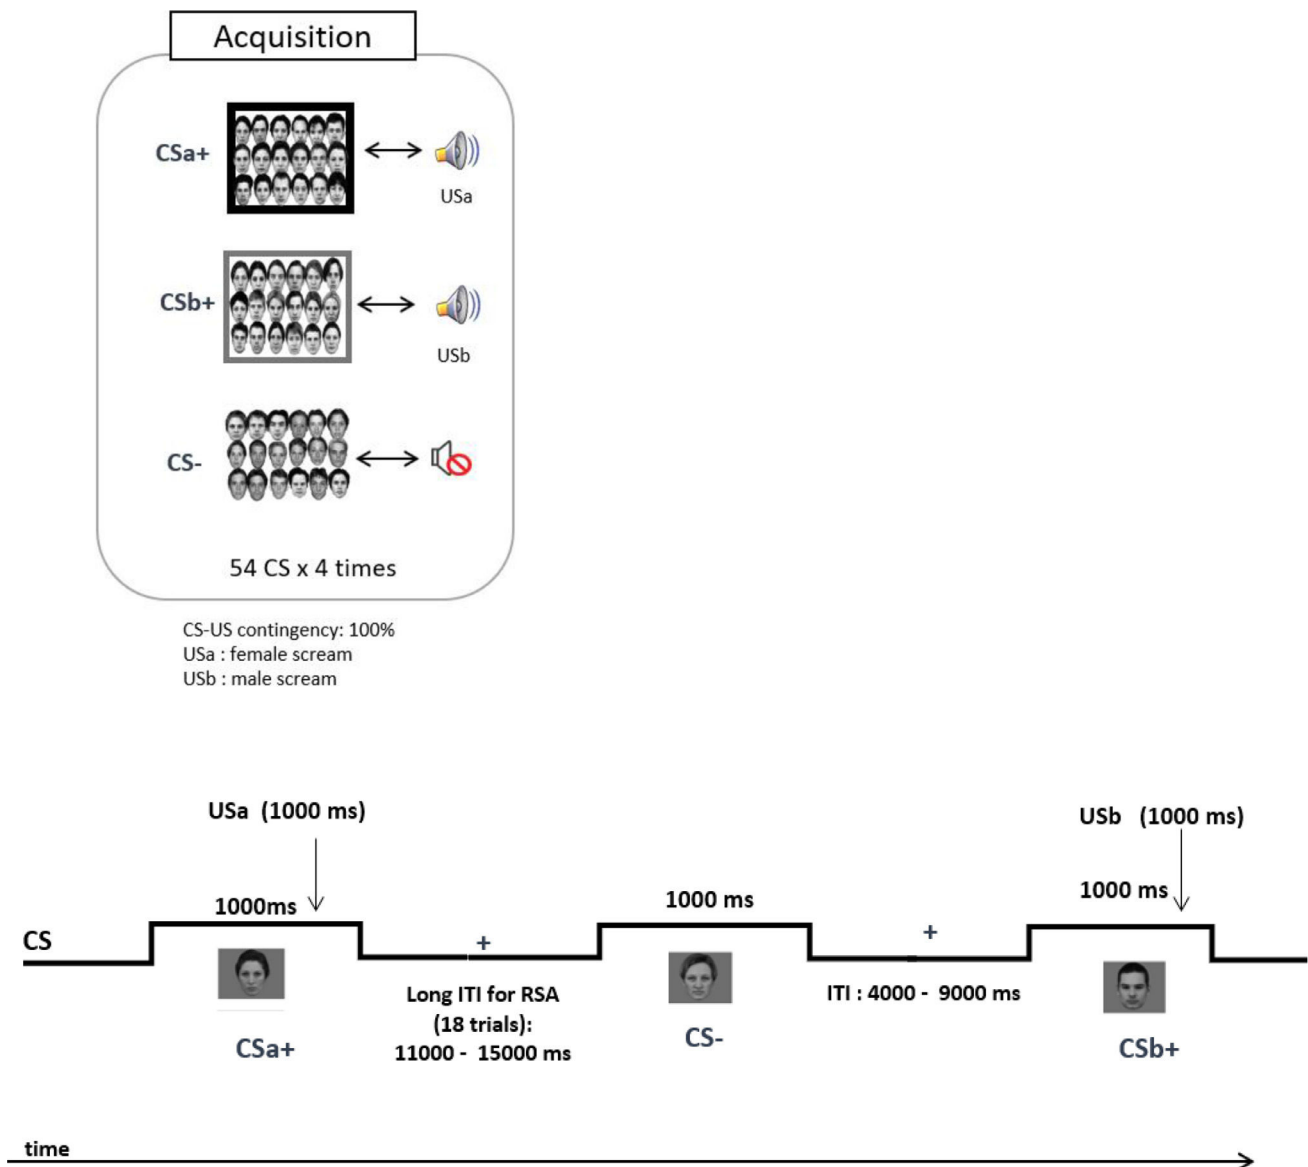 Acquisition
CSa+
USa
CSb+
USb
CS-
54 CS x 4 times
CS-US contingency: 100%
USa : female scream
USb : male scream
USa (1000 ms)
USb (1000 ms)
1000ms
1000 ms
1000 ms
CS
+
+
Long ITI for RSA
(18 trials):
11000 - 15000 ms
ITI : 4000 - 9000 ms
CSa+
CS-
CSb+
time